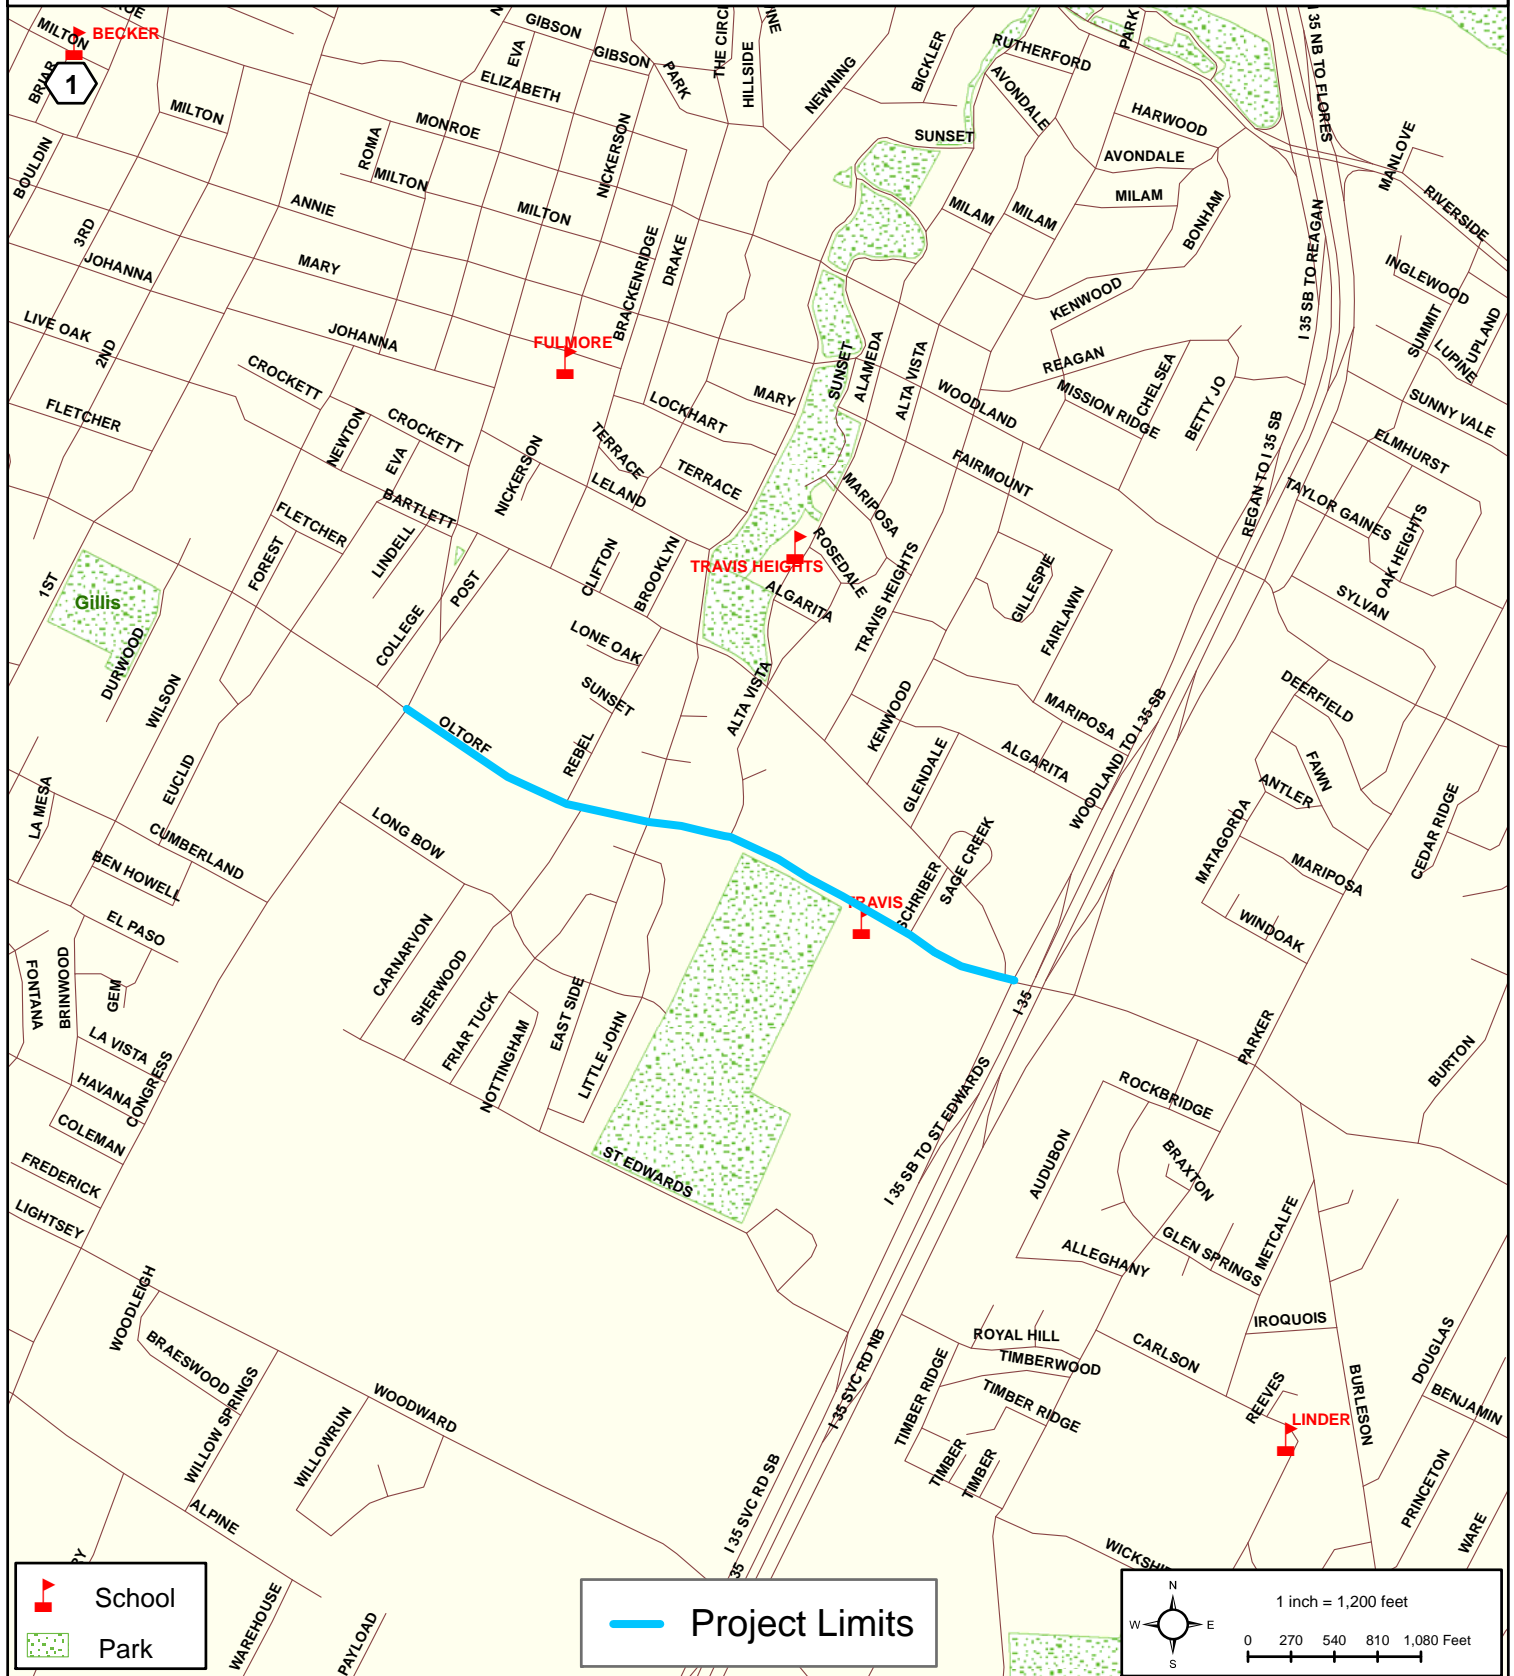 MILTON
BECKER
BRIAR
1
MILTON
BOULDIN
3RD
GIBSON
EVA
GIBSON
ELIZABETH
PARK
HILLSIDE
NEWNING
BICKLER
RUTHERFORD
PARK
I 35 NB TO FLORES
AVONDALE
HARWOOD
SUNSET
AVONDALE
MANLOVE
RIVERSIDE
MONROE
ROMA
MILTON
NICKERSON
ANNIE
MILTON
MILAM
MILAM
MILAM
BONHAM
I 35 SB TO REAGAN
JOHANNA
MARY
BRACKENRIDGE
DRAKE
KENWOOD
INGLEWOOD
SUMMIT
UPLAND
LUPINE
LIVE OAK
2ND
JOHANNA
FULMORE
SUNSET
ALAMEDA
ALTA VISTA
REAGAN
CHELSEA
BETTY JO
MISSION RIDGE
WOODLAND
CROCKETT
MARY
LOCKHART
SUNNY VALE
FLETCHER
NEWTON
CROCKETT
EVA
TERRACE
TERRACE
FAIRMOUNT
ELMHURST
NICKERSON
LELAND
MARIPOSA
REGAN TO I 35 SB
TAYLOR GAINES
OAK HEIGHTS
BARTLETT
FLETCHER
LINDELL
ROSEDALE
TRAVIS HEIGHTS
FOREST
CLIFTON
BROOKLYN
ALGARITA
TRAVIS HEIGHTS
GILLESPIE
FAIRLAWN
SYLVAN
1ST
Gillis
POST
COLLEGE
LONE OAK
DURWOOD
WILSON
SUNSET
ALTA VISTA
KENWOOD
MARIPOSA
DEERFIELD
OLTORF
REBEL
ALGARITA
GLENDALE
WOODLAND TO I 35 SB
FAWN
ANTLER
EUCLID
LA MESA
LONG BOW
CUMBERLAND
BEN HOWELL
MATAGORDA
MARIPOSA
CEDAR RIDGE
SAGE CREEK
SCHRIBER
TRAVIS
EL PASO
WINDOAK
FONTANA
BRINWOOD
GEM
CARNARVON
SHERWOOD
FRIAR TUCK
NOTTINGHAM
EAST SIDE
LITTLE JOHN
I-35
LA VISTA
HAVANA
CONGRESS
COLEMAN
PARKER
BURTON
ROCKBRIDGE
I 35 SB TO ST EDWARDS
AUDUBON
BRAXTON
FREDERICK
LIGHTSEY
ST EDWARDS
GLEN SPRINGS
METCALFE
ALLEGHANY
WOODLEIGH
BRAESWOOD
WILLOW SPRINGS
IROQUOIS
ROYAL HILL
TIMBERWOOD
CARLSON
DOUGLAS
BENJAMIN
I 35 SVC RD NB
TIMBER RIDGE
TIMBER RIDGE
REEVES
LINDER
BURLESON
WOODWARD
WILLOWRUN
TIMBER
TIMBER
PRINCETON
WARE
I 35 SVC RD SB
35
ALPINE
WAREHOUSE
PAYLOAD
School
Park
Project Limits
N
W
E
S
1 inch = 1,200 feet
0 270 540 810 1,080 Feet